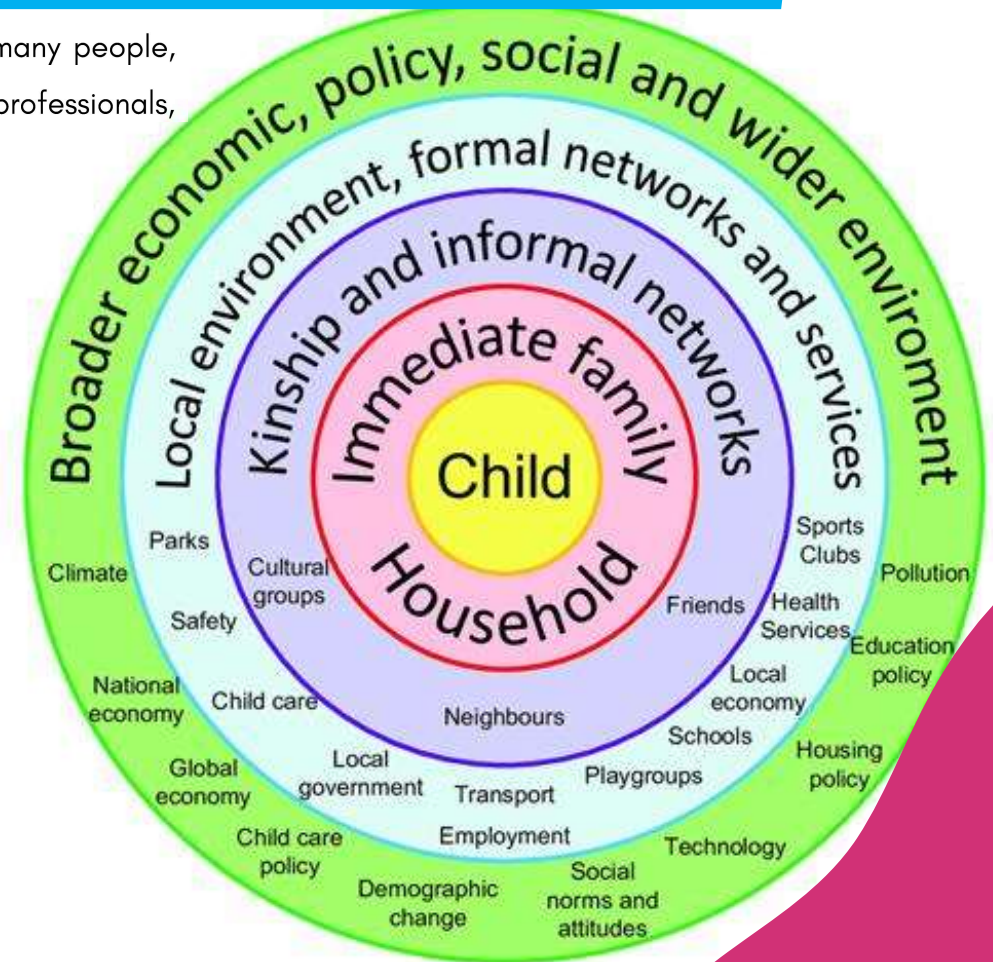 many people,
professionals,
Broader economic, policy, social and wider enviroment
Local environment, formal networks and services
Kinship and informal networks
Immediate family
Child
Household
Parks
Sports
Clubs
Climate
Cultural
groups
Pollution
Friends
Health
Services
Safety
Education
policy
National
economy
Child care
Local
economy
Neighbours
Schools
Housing
policy
Global
economy
Local
government
Transport
Playgroups
Child care
policy
Employment
Technology
Demographic
change
Social
norms and
attitudes